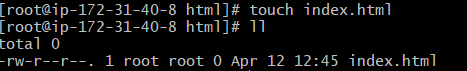 [root@ip-172-31-40-8 html]# touch index.html
[root@ip-172-31-40-8 html]# ll
total 0
-rw-r--r--. 1 root root 0 Apr 12 12:45 index.html